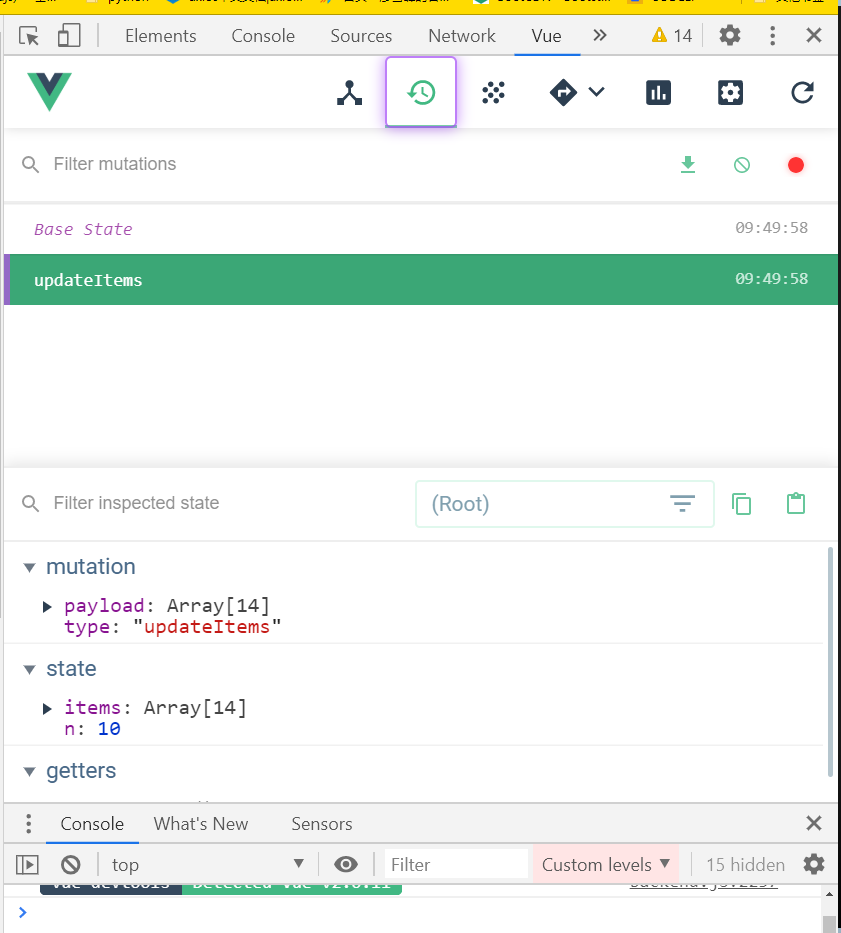 Elements Console Sources Network Vue 14
Filter mutations
Base State 09:49:58
updateItems 09:49:58
Filter inspected state (Root)
mutation
payload: Array[14]
type: "updateItems"
state
items: Array[14]
n: 10
getters
Console What's New Sensors
top Filter Custom levels 15 hidden